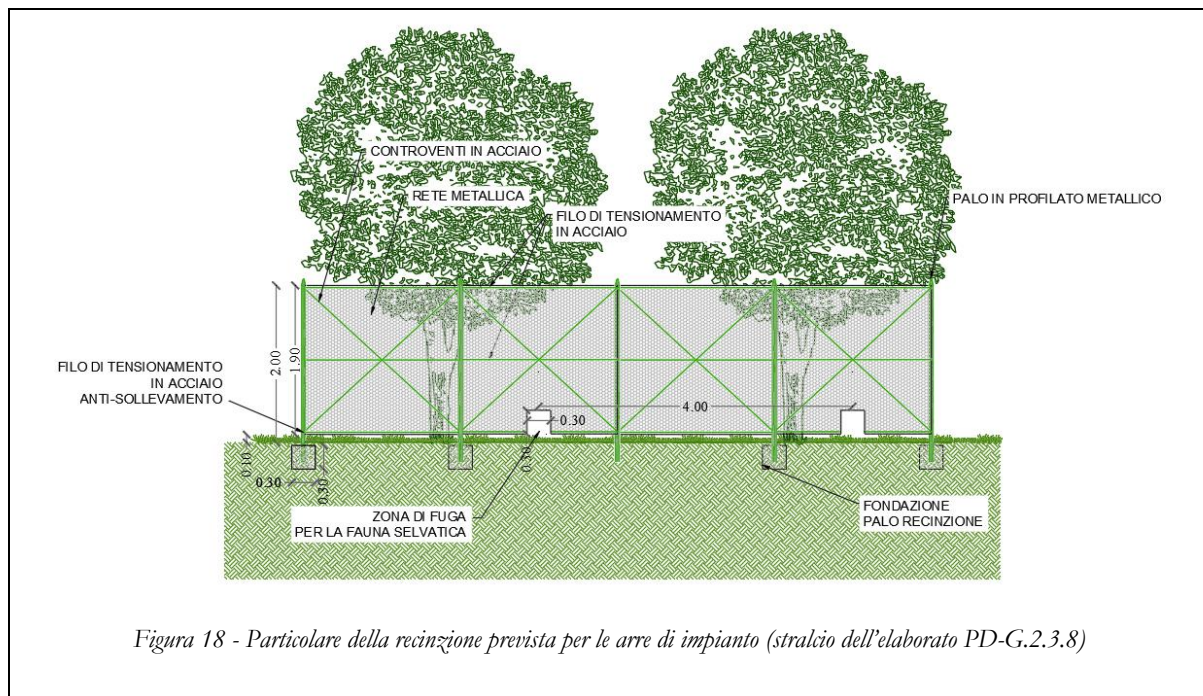 CONTROVENTI IN ACCIAIO
RETE METALLICA
FILO DI TENSIONAMENTO
IN ACCIAIO
PALO IN PROFILATO METALLICO
2.00
1.90
FILO DI TENSIONAMENTO
IN ACCIAIO
ANTI-SOLLEVAMENTO
4.00
0.30
0.30
0.10
0.30
0.30
ZONA DI FUGA
PER LA FAUNA SELVATICA
FONDAZIONE
PALO RECINZIONE
Figura 18 - Particolare della recinzione prevista per le arre di impianto (stralcio dell'elaborato PD-G.2.3.8)